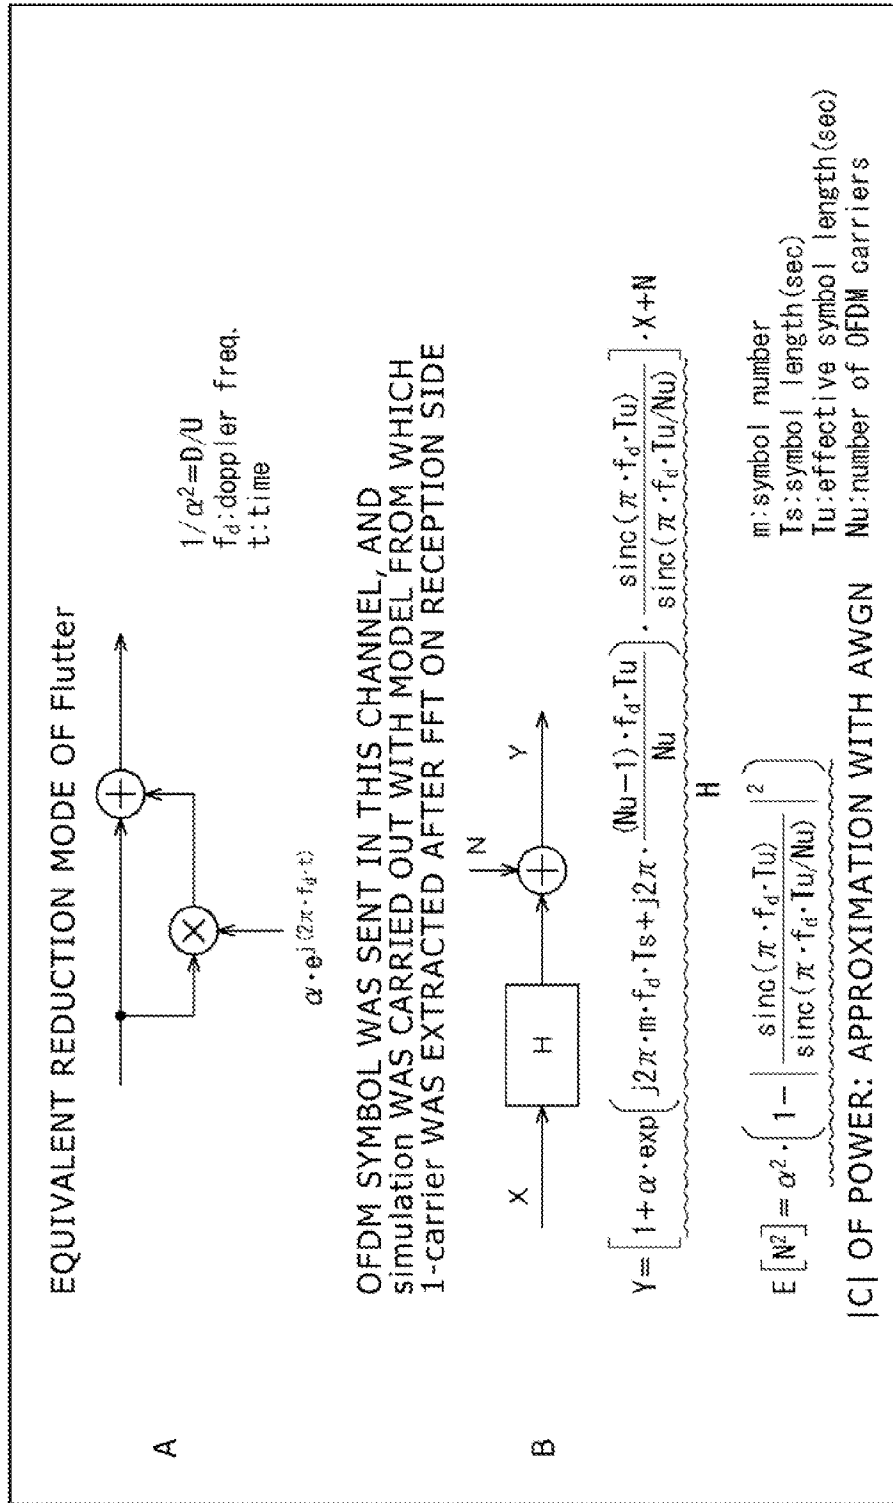 EQUIVALENT REDUCTION MODE OF Flutter
A
α·e^j(2π·f_d·t)
1/α²=D/U
f_d:doppler freq.
t:time
OFDM SYMBOL WAS SENT IN THIS CHANNEL, AND
simulation WAS CARRIED OUT WITH MODEL FROM WHICH
1-carrier WAS EXTRACTED AFTER FFT ON RECEPTION SIDE
B
X
H
N
Y
Y=[1+α·exp(j2π·m·f_d·Ts+j2π·(Nu−1)·f_d·Tu/Nu)·sinc(π·f_d·Tu)/sinc(π·f_d·Tu/Nu)]·X+N
H
E[N²]=α²·(1−|sinc(π·f_d·Tu)/sinc(π·f_d·Tu/Nu)|²)
|C| OF POWER: APPROXIMATION WITH AWGN
m:symbol number
Ts:symbol length(sec)
Tu:effective symbol length(sec)
Nu:number of OFDM carriers